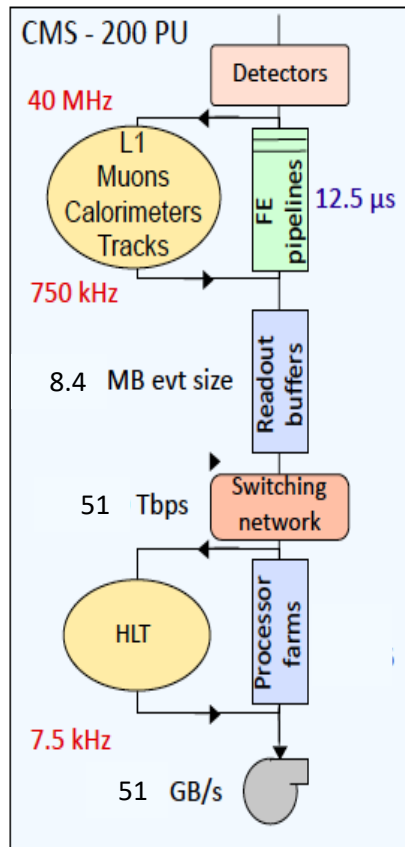 CMS - 200 PU
Detectors
40 MHz
L1
Muons
Calorimeters
Tracks
FE
pipelines
12.5 µs
750 kHz
8.4 MB evt size
Readout
buffers
51 Tbps
Switching
network
HLT
Processor
farms
7.5 kHz
51 GB/s